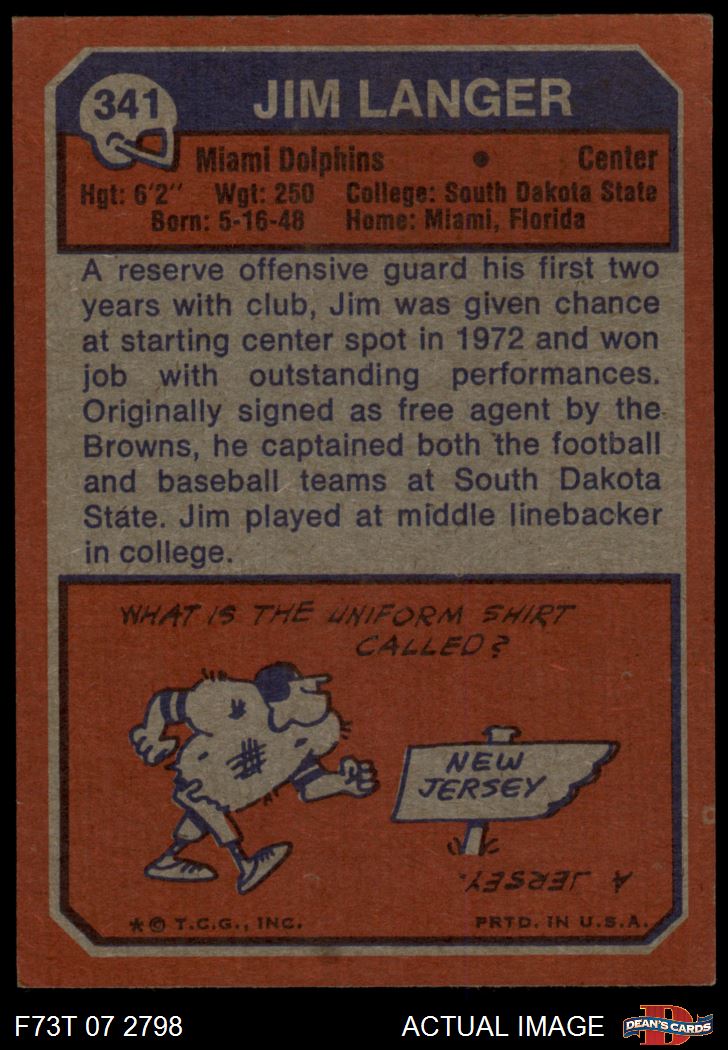 341
JIM LANGER
Miami Dolphins • Center
Hgt: 6'2" Wgt: 250 College: South Dakota State
Born: 5-16-48 Home: Miami, Florida
A reserve offensive guard his first two
years with club, Jim was given chance
at starting center spot in 1972 and won
job with outstanding performances.
Originally signed as free agent by the
Browns, he captained both the football
and baseball teams at South Dakota
State. Jim played at middle linebacker
in college.
WHAT IS THE UNIFORM SHIRT
CALLED?
NEW
JERSEY
A JERSEY.
* © T.C.G., INC. PRTD. IN U.S.A.
F73T 07 2798 ACTUAL IMAGE
D
DEAN'S CARDS